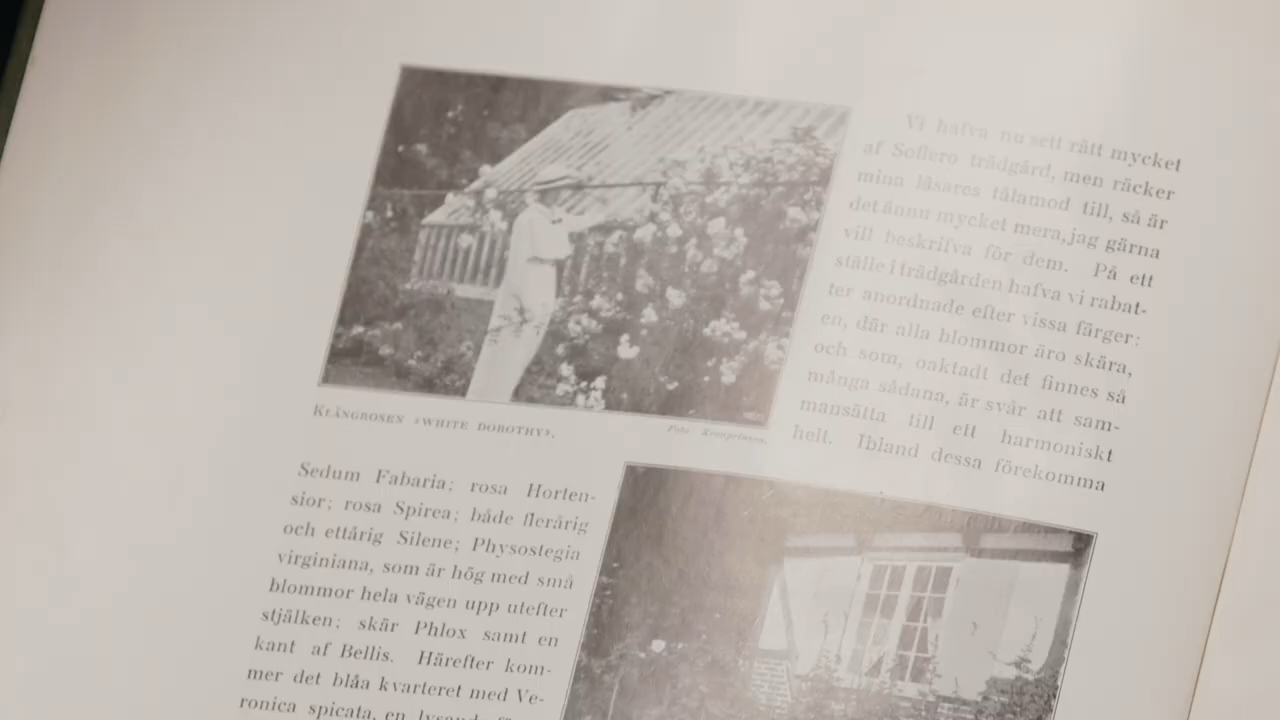 Vi hafva nu sett rätt mycket
af Sofiero trädgård, men räcker
mina läsares tålamod till, så är
det ännu mycket mera, jag gärna
vill beskrifva för dem. På ett
ställe i trädgården hafva vi rabat-
ter anordnade efter vissa färger:
en, där alla blommor äro skära,
och som, oaktadt det finnes så
många sådana, är svår att sam-
mansätta till ett harmoniskt
helt. Ibland dessa förekomma
KLÄNGROSEN »WHITE DOROTHY».
Foto Kronprinsen.
Sedum Fabaria; rosa Horten-
sior; rosa Spirea; både flerårig
och ettårig Silene; Physostegia
virginiana, som är hög med små
blommor hela vägen upp utefter
stjälken; skär Phlox samt en
kant af Bellis. Härefter kom-
mer det blåa kvarteret med Ve-
ronica spicata, en